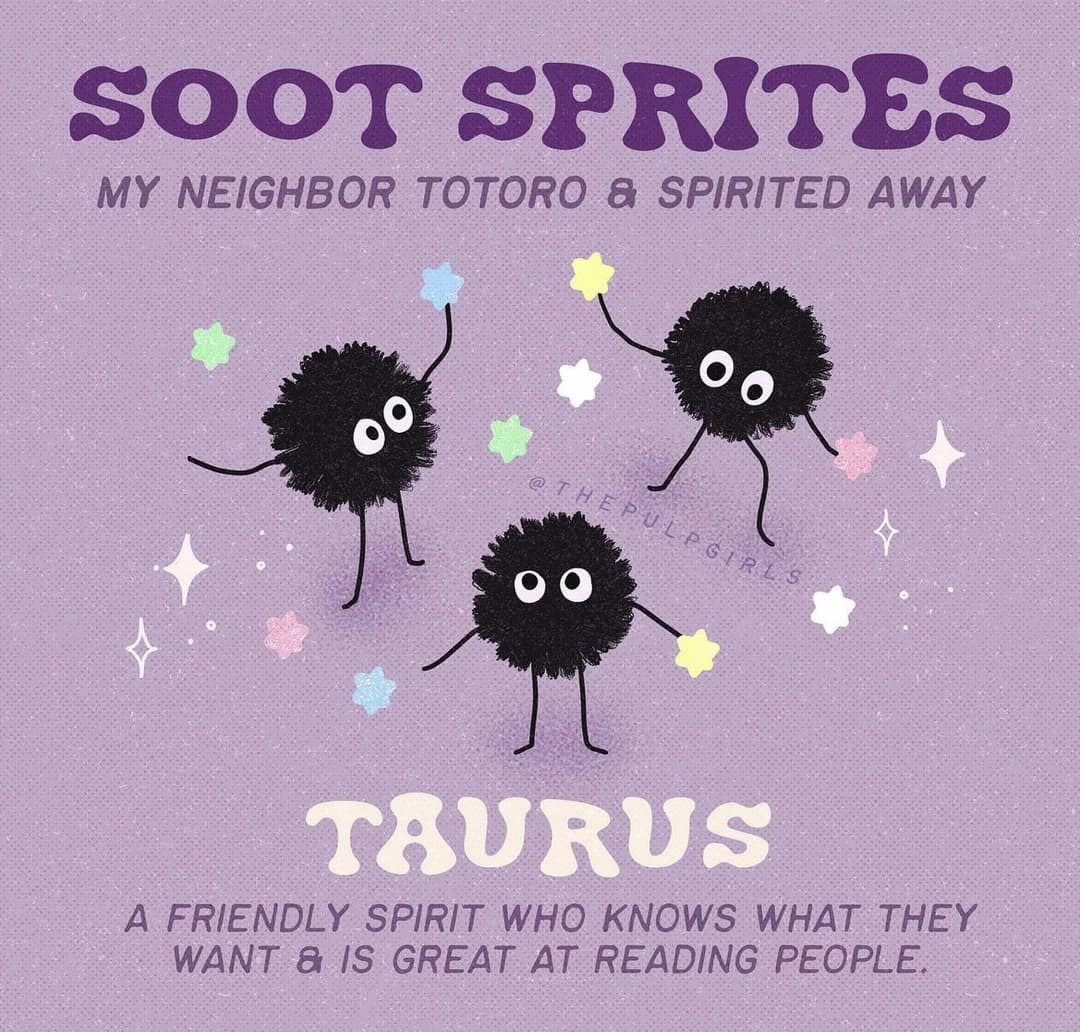 SOOT SPRITES
MY NEIGHBOR TOTORO & SPIRITED AWAY
@THEPULPGIRLS
TAURUS
A FRIENDLY SPIRIT WHO KNOWS WHAT THEY
WANT & IS GREAT AT READING PEOPLE.